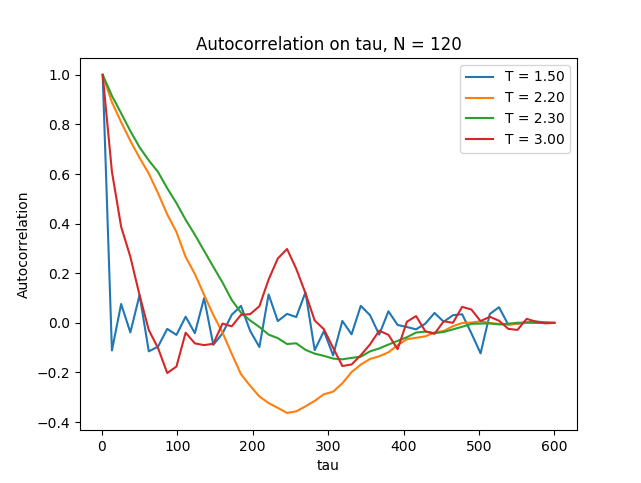 Autocorrelation on tau, N = 120
T = 1.50
T = 2.20
T = 2.30
T = 3.00
Autocorrelation
1.0
0.8
0.6
0.4
0.2
0.0
−0.2
−0.4
0 100 200 300 400 500 600
tau